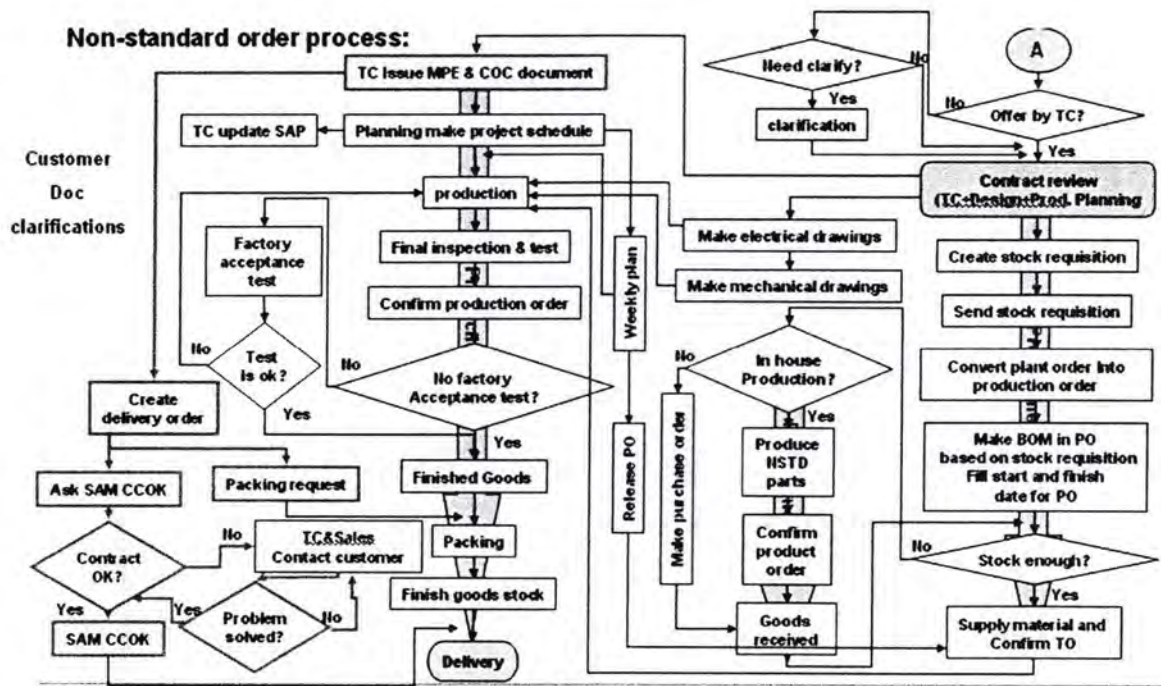 Non-standard order process:
TC Issue MPE & COC document
TC update SAP
Planning make project schedule
Customer
Doc
clarifications
production
Factory
acceptance
test
Final inspection & test
Confirm production order
No
Test
is ok?
Yes
No
No factory
Acceptance test?
Yes
Create
delivery order
Ask SAM CCOK
Packing request
Finished Goods
Packing
Finish goods stock
Delivery
Contract
OK?
No
Yes
TC&Sales
Contact customer
Problem
solved?
Yes
No
SAM CCOK
Weekly plan
Release PO
Need clarify?
No
Yes
clarification
A
Offer by TC?
No
Yes
Contract review
(TC+Design+Prod. Planning
Make electrical drawings
Make mechanical drawings
Create stock requisition
Send stock requisition
Convert plant order Into
production order
Make BOM in PO
based on stock requisition
Fill start and finish
date for PO
In house
Production?
No
Yes
Make purchase order
Produce
NSTD
parts
Confirm
product
order
Goods
received
Stock enough?
No
Yes
Supply material and
Confirm TO